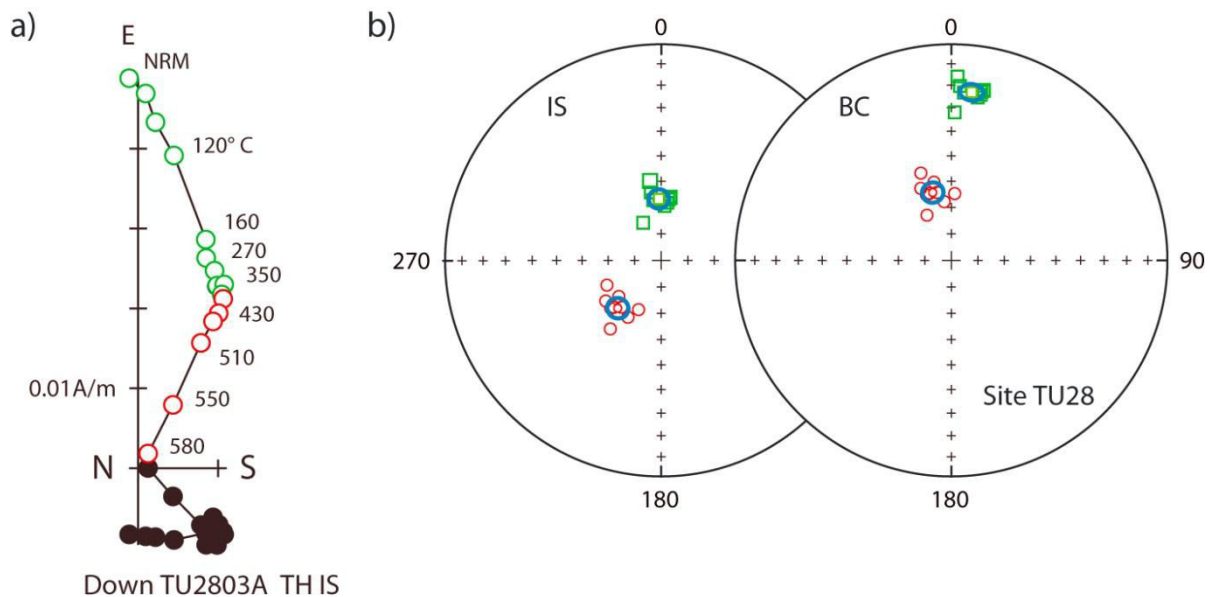 a)
E
NRM
120° C
160
270
350
430
510
0.01A/m
550
580
N
S
Down TU2803A TH IS
b)
0
0
IS
BC
270
90
Site TU28
180
180